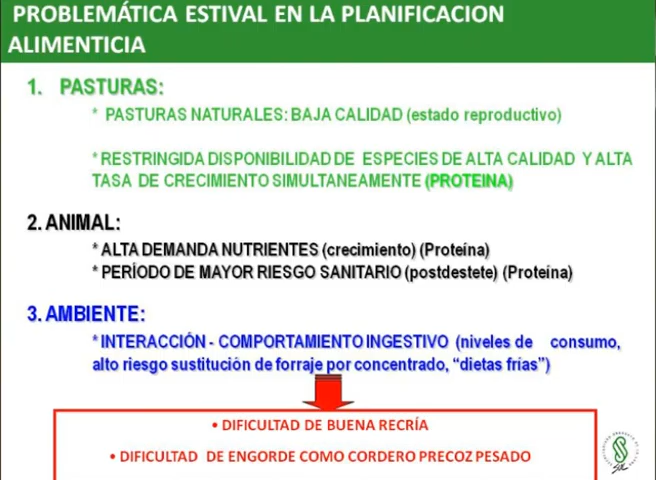 PROBLEMÁTICA ESTIVAL EN LA PLANIFICACION
ALIMENTICIA
1. PASTURAS:
* PASTURAS NATURALES: BAJA CALIDAD (estado reproductivo)
* RESTRINGIDA DISPONIBILIDAD DE ESPECIES DE ALTA CALIDAD Y ALTA
TASA DE CRECIMIENTO SIMULTANEAMENTE (PROTEINA)
2. ANIMAL:
* ALTA DEMANDA NUTRIENTES (crecimiento) (Proteína)
* PERÍODO DE MAYOR RIESGO SANITARIO (postdestete) (Proteína)
3. AMBIENTE:
* INTERACCIÓN - COMPORTAMIENTO INGESTIVO (niveles de consumo,
alto riesgo sustitución de forraje por concentrado, “dietas frías”)
• DIFICULTAD DE BUENA RECRÍA
• DIFICULTAD DE ENGORDE COMO CORDERO PRECOZ PESADO